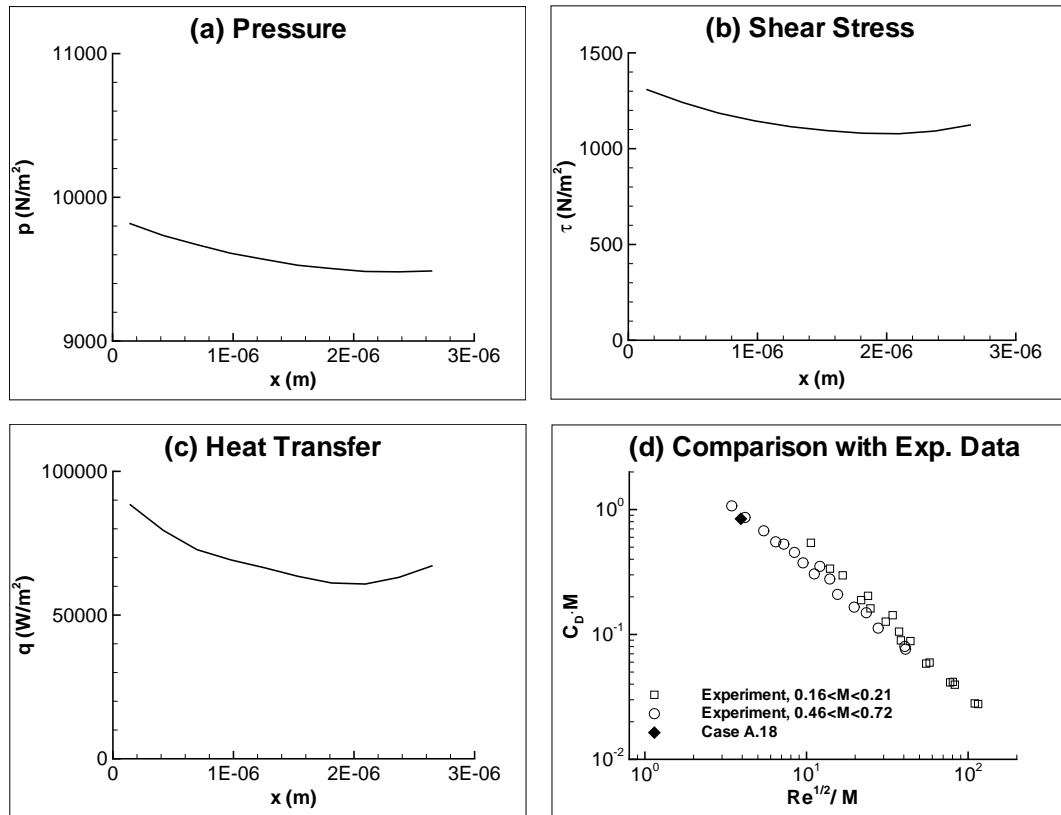 (a) Pressure
11000
10000
9000
p (N/m²)
0 1E-06 2E-06 3E-06
x (m)
(b) Shear Stress
1500
1000
500
0
τ (N/m²)
0 1E-06 2E-06 3E-06
x (m)
(c) Heat Transfer
100000
50000
0
q (W/m²)
0 1E-06 2E-06 3E-06
x (m)
(d) Comparison with Exp. Data
10⁰
10⁻¹
10⁻²
C_D·M
Experiment, 0.16<M<0.21
Experiment, 0.46<M<0.72
Case A.18
10⁰ 10¹ 10²
Re^1/2 / M